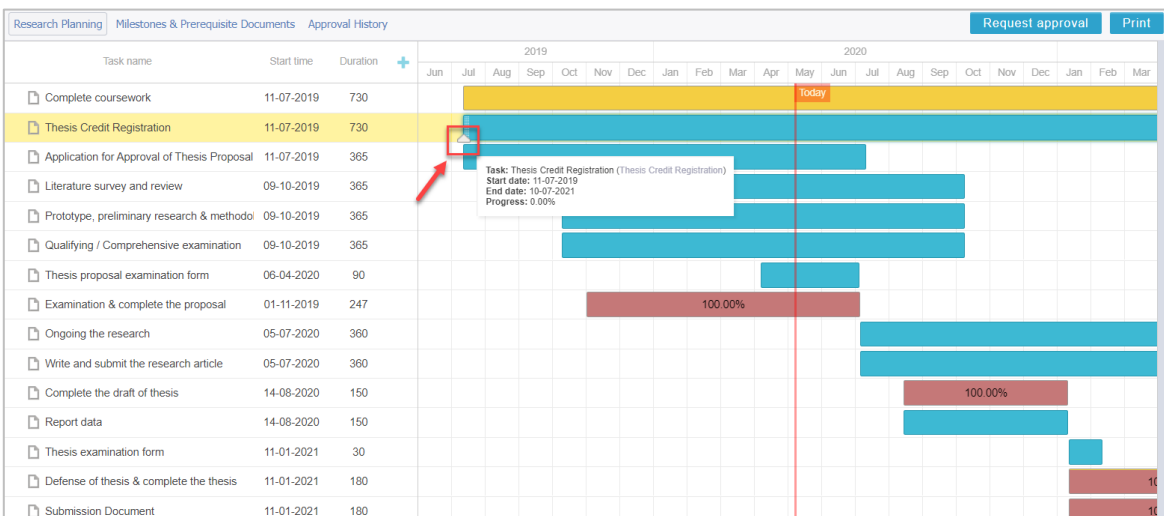 Research Planning Milestones & Prerequisite Documents Approval History Request approval Print
Task name Start time Duration 2019 2020
Jun Jul Aug Sep Oct Nov Dec Jan Feb Mar Apr May Jun Jul Aug Sep Oct Nov Dec Jan Feb Mar
Complete coursework 11-07-2019 730 Today
Thesis Credit Registration 11-07-2019 730
Application for Approval of Thesis Proposal 11-07-2019 365
Task: Thesis Credit Registration (Thesis Credit Registration)
Start date: 11-07-2019
End date: 10-07-2021
Progress: 0.00%
Literature survey and review 09-10-2019 365
Prototype, preliminary research & methodol 09-10-2019 365
Qualifying / Comprehensive examination 09-10-2019 365
Thesis proposal examination form 06-04-2020 90
Examination & complete the proposal 01-11-2019 247 100.00%
Ongoing the research 05-07-2020 360
Write and submit the research article 05-07-2020 360
Complete the draft of thesis 14-08-2020 150 100.00%
Report data 14-08-2020 150
Thesis examination form 11-01-2021 30
Defense of thesis & complete the thesis 11-01-2021 180 10
Submission Document 11-01-2021 180 10